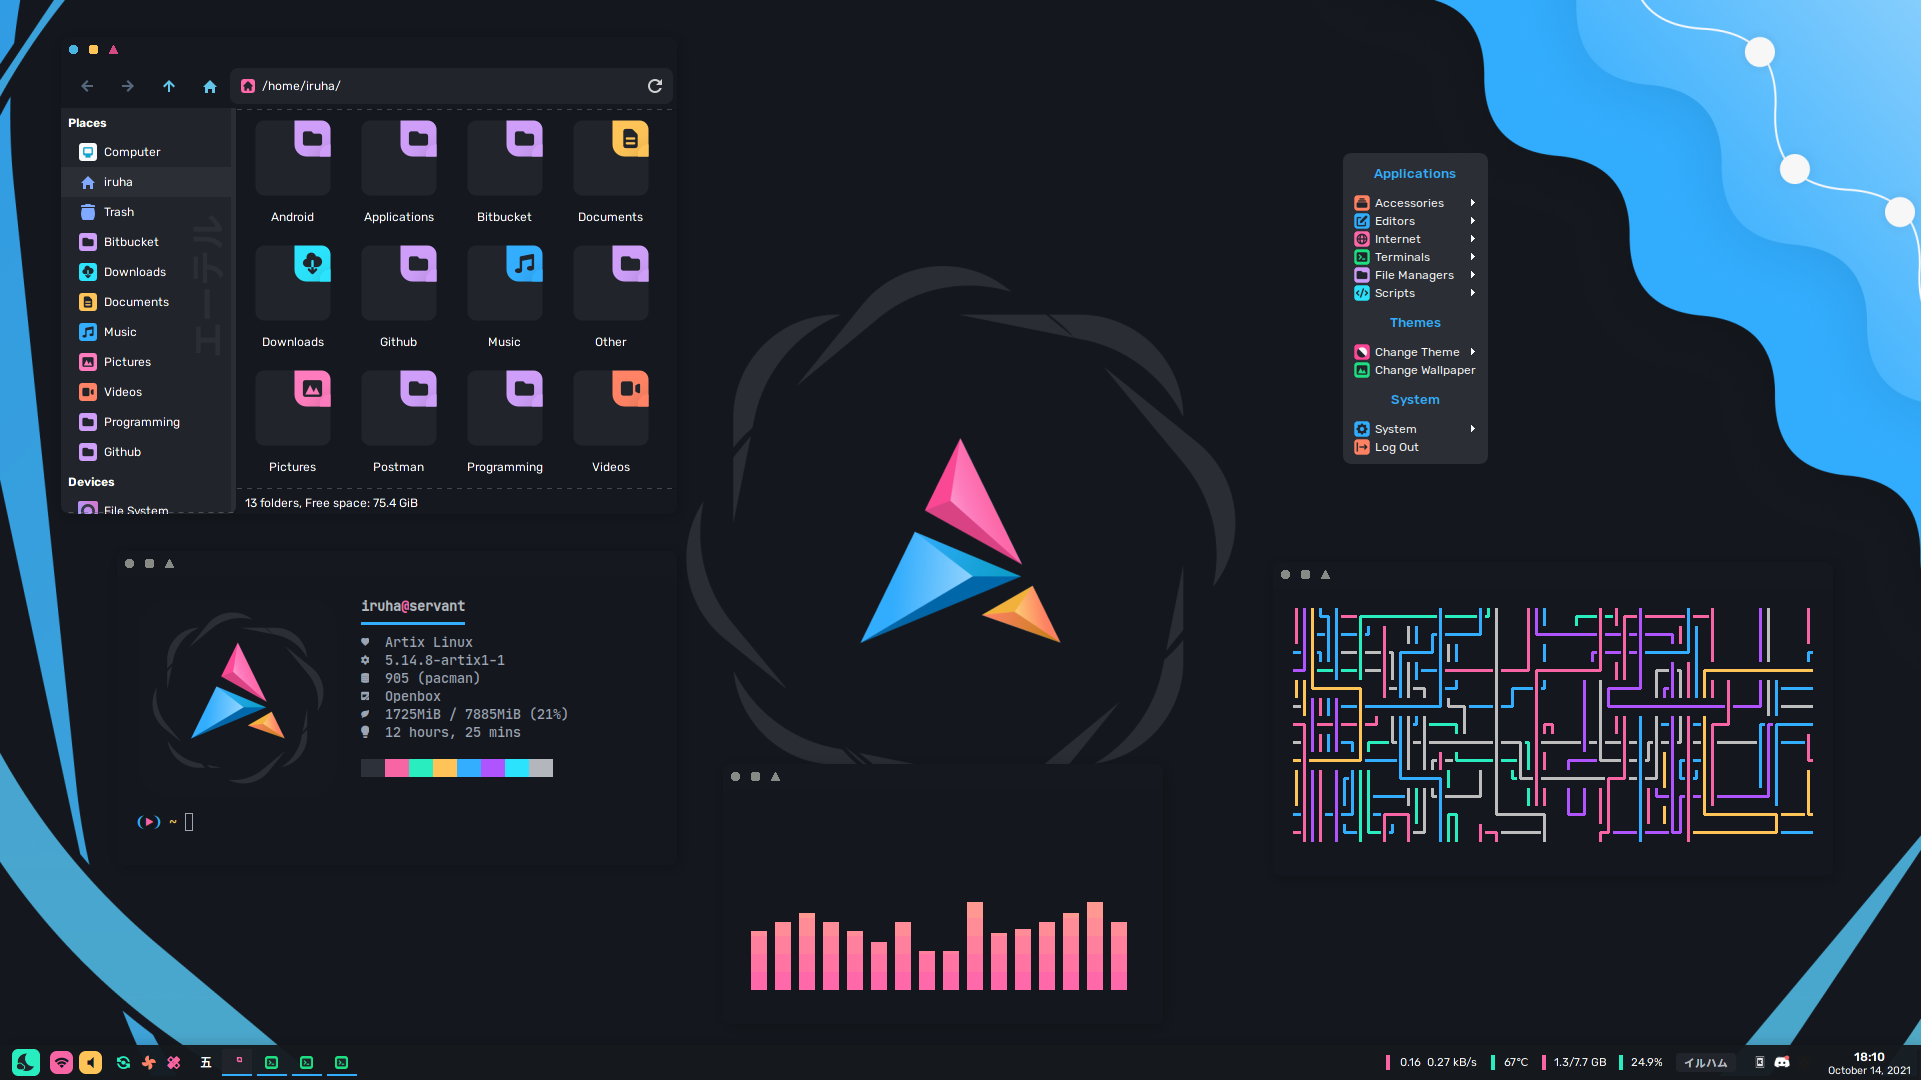 /home/iruha/
Places
Computer
iruha
Trash
Bitbucket
Downloads
Documents
Music
Pictures
Videos
Programming
Github
Devices
File System
エーテル
Android
Applications
Bitbucket
Documents
Downloads
Github
Music
Other
Pictures
Postman
Programming
Videos
13 folders, Free space: 75.4 GiB
Applications
Accessories
Editors
Internet
Terminals
File Managers
Scripts
Themes
Change Theme
Change Wallpaper
System
System
Log Out
iruha@servant
Artix Linux
5.14.8-artix1-1
905 (pacman)
Openbox
1725MiB / 7885MiB (21%)
12 hours, 25 mins
~
五
0.16 0.27 kB/s
67°C
1.3/7.7 GB
24.9%
イルハム
18:10
October 14, 2021